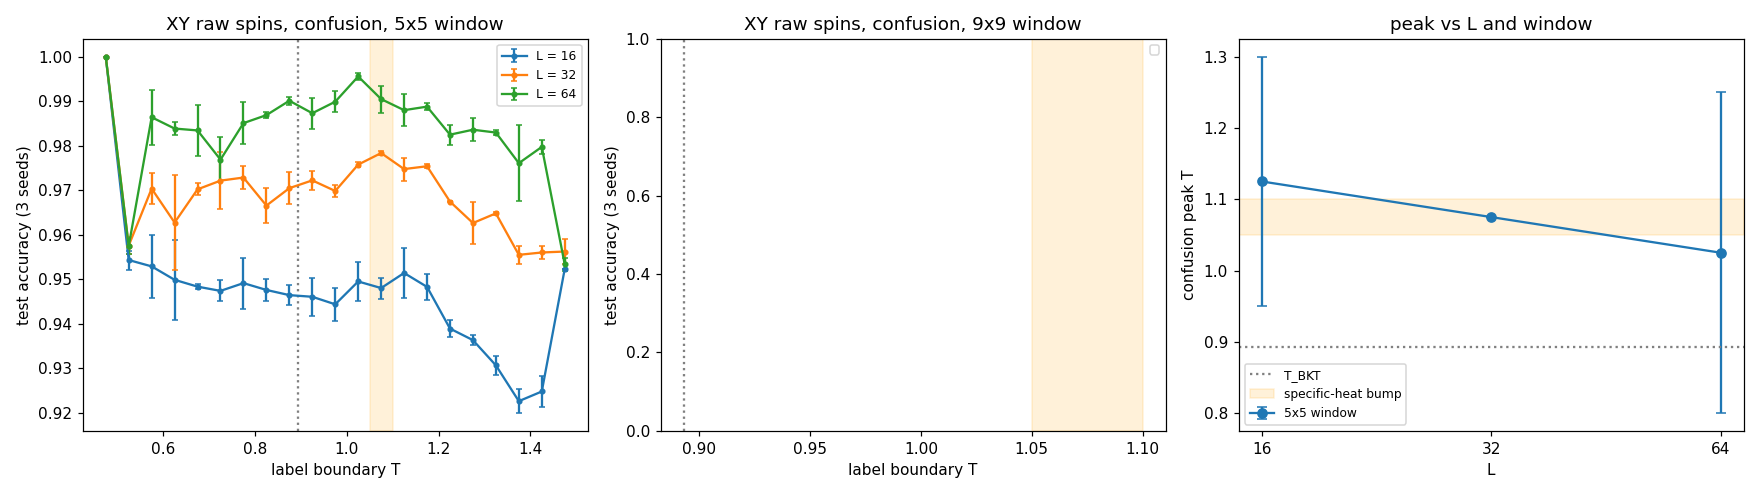 XY raw spins, confusion, 5x5 window
test accuracy (3 seeds)
1.00
0.99
0.98
0.97
0.96
0.95
0.94
0.93
0.92
L = 16
L = 32
L = 64
0.6
0.8
1.0
1.2
1.4
label boundary T
XY raw spins, confusion, 9x9 window
test accuracy (3 seeds)
1.0
0.8
0.6
0.4
0.2
0.0
0.90
0.95
1.00
1.05
1.10
label boundary T
peak vs L and window
confusion peak T
1.3
1.2
1.1
1.0
0.9
0.8
T_BKT
specific-heat bump
5x5 window
16
32
64
L